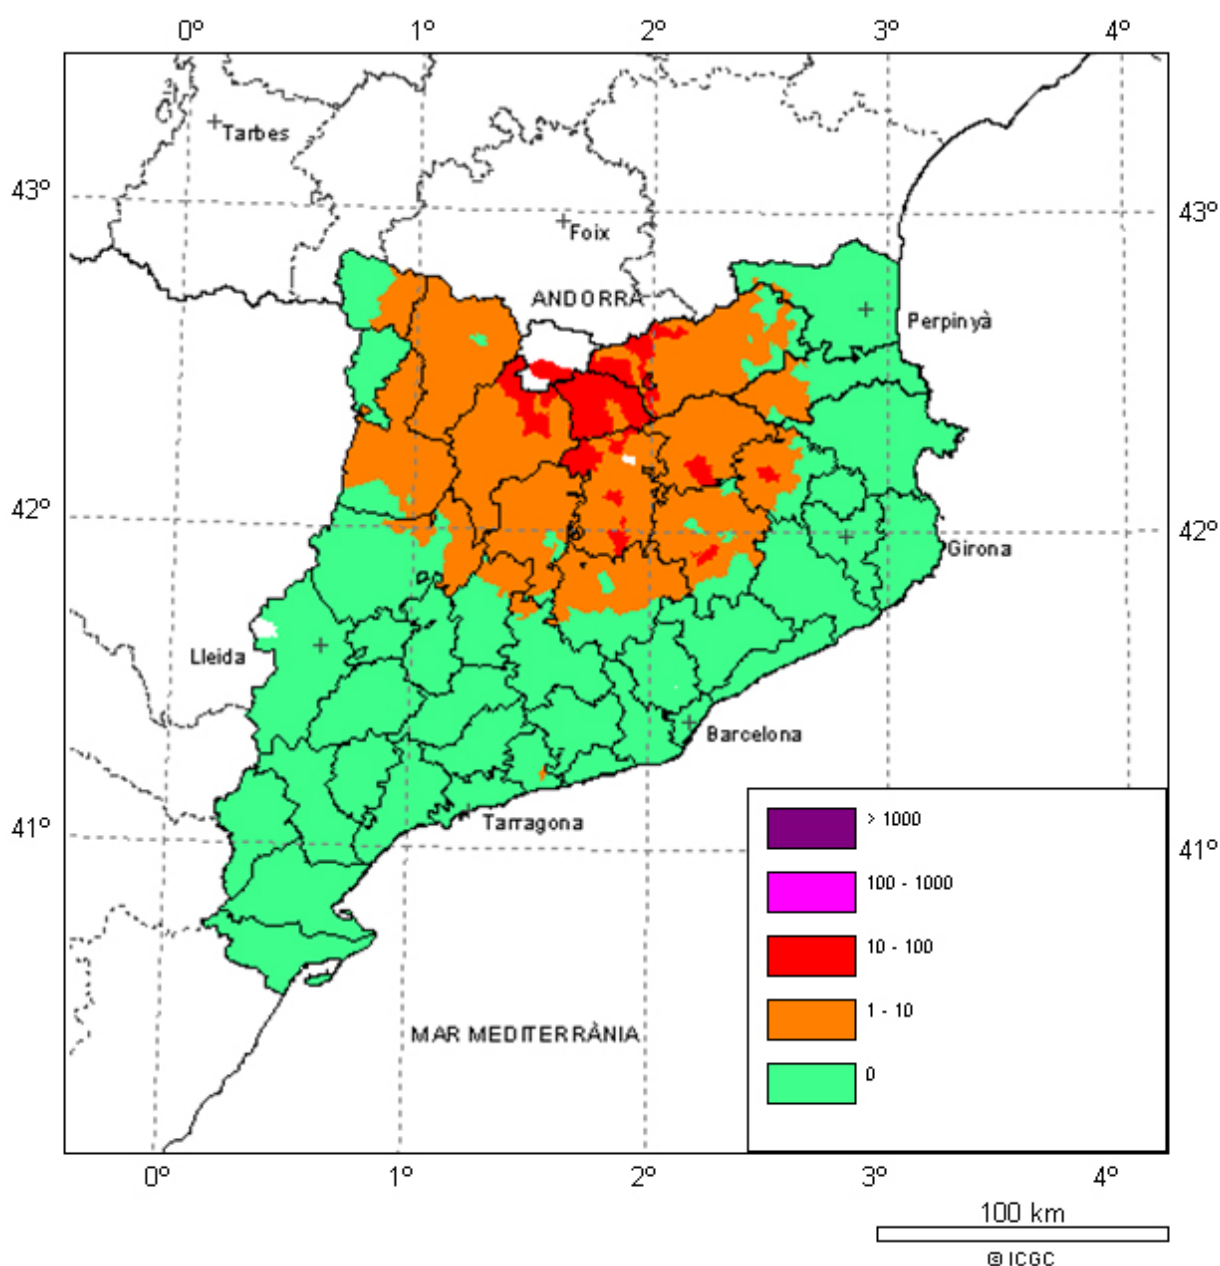 0º 1º 2º 3º 4º
Tarbes
43º
43º
Foix
ANDORRA
Perpinyà
42º
42º
Girona
Lleida
Barcelona
Tarragona
41º
41º
> 1000
100 - 1000
10 - 100
1 - 10
0
MAR MEDITERRÀNIA
0º 1º 2º 3º 4º
100 km
© ICGC